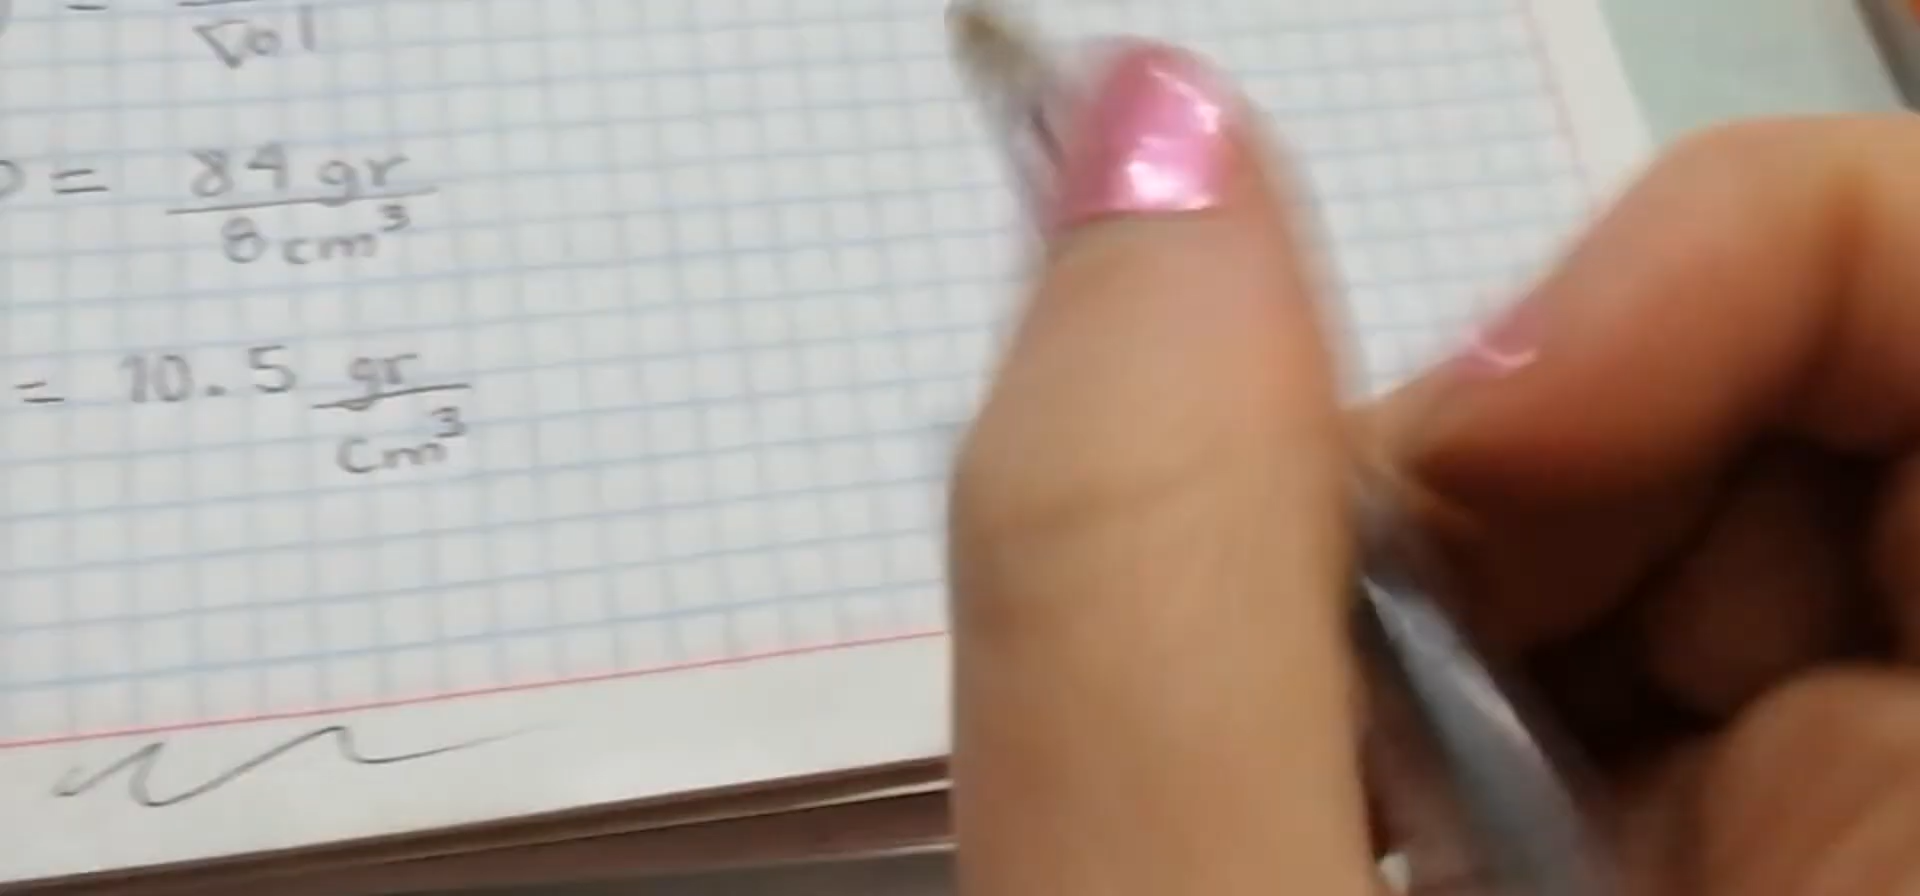 = ―
Vol
D = 84 gr / 8 cm³
= 10.5 gr / cm³